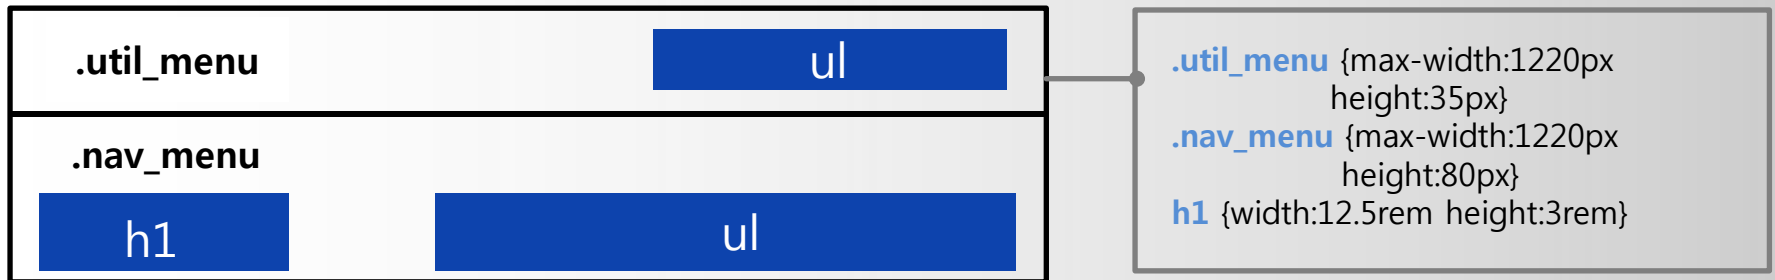 .util_menu
ul
.nav_menu
h1
ul
.util_menu {max-width:1220px
height:35px}
.nav_menu {max-width:1220px
height:80px}
h1 {width:12.5rem height:3rem}